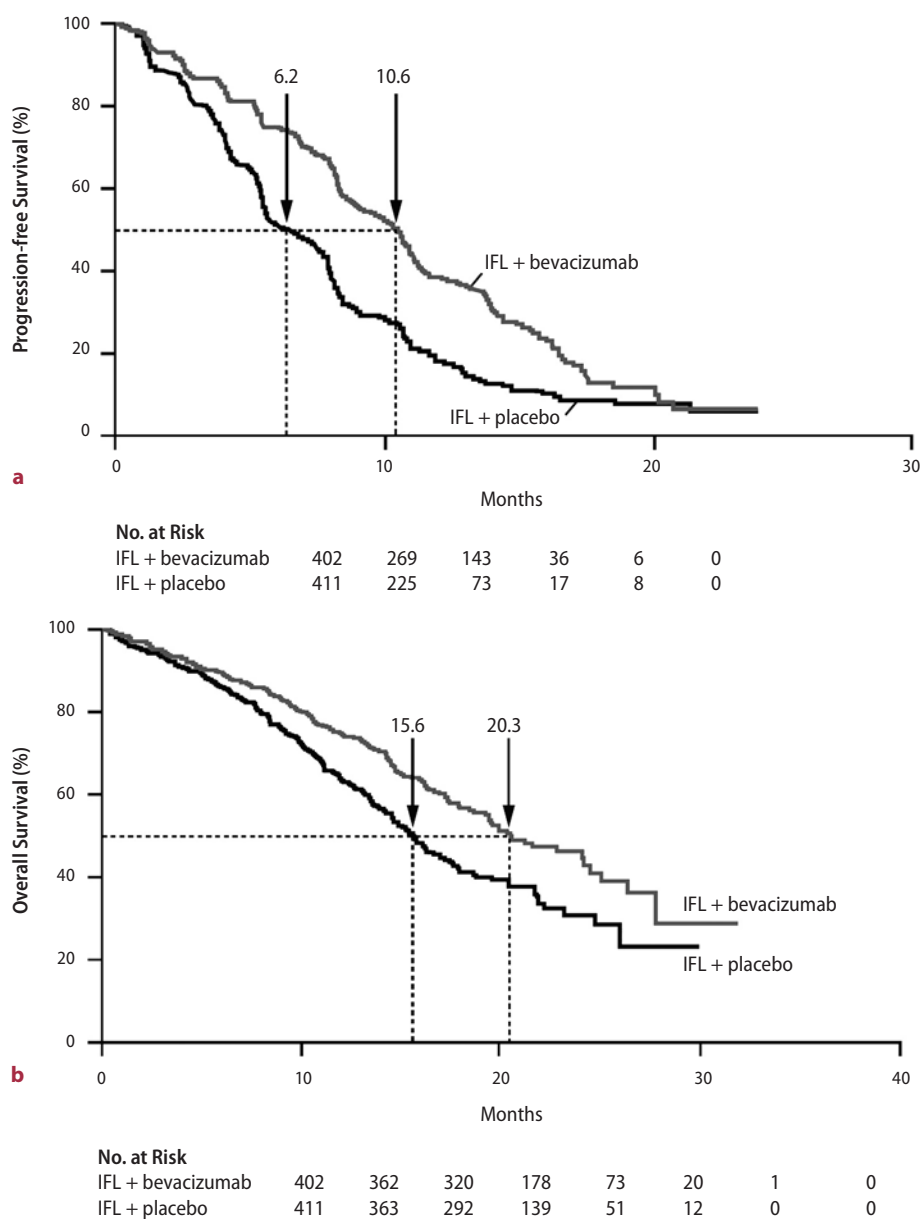 100
80
60
40
20
0
Progression-free Survival (%)
6.2
10.6
IFL + bevacizumab
IFL + placebo
0
10
20
30
Months
a
No. at Risk
IFL + bevacizumab 402 269 143 36 6 0
IFL + placebo 411 225 73 17 8 0
100
80
60
40
20
0
Overall Survival (%)
15.6
20.3
IFL + bevacizumab
IFL + placebo
0
10
20
30
40
Months
b
No. at Risk
IFL + bevacizumab 402 362 320 178 73 20 1 0
IFL + placebo 411 363 292 139 51 12 0 0